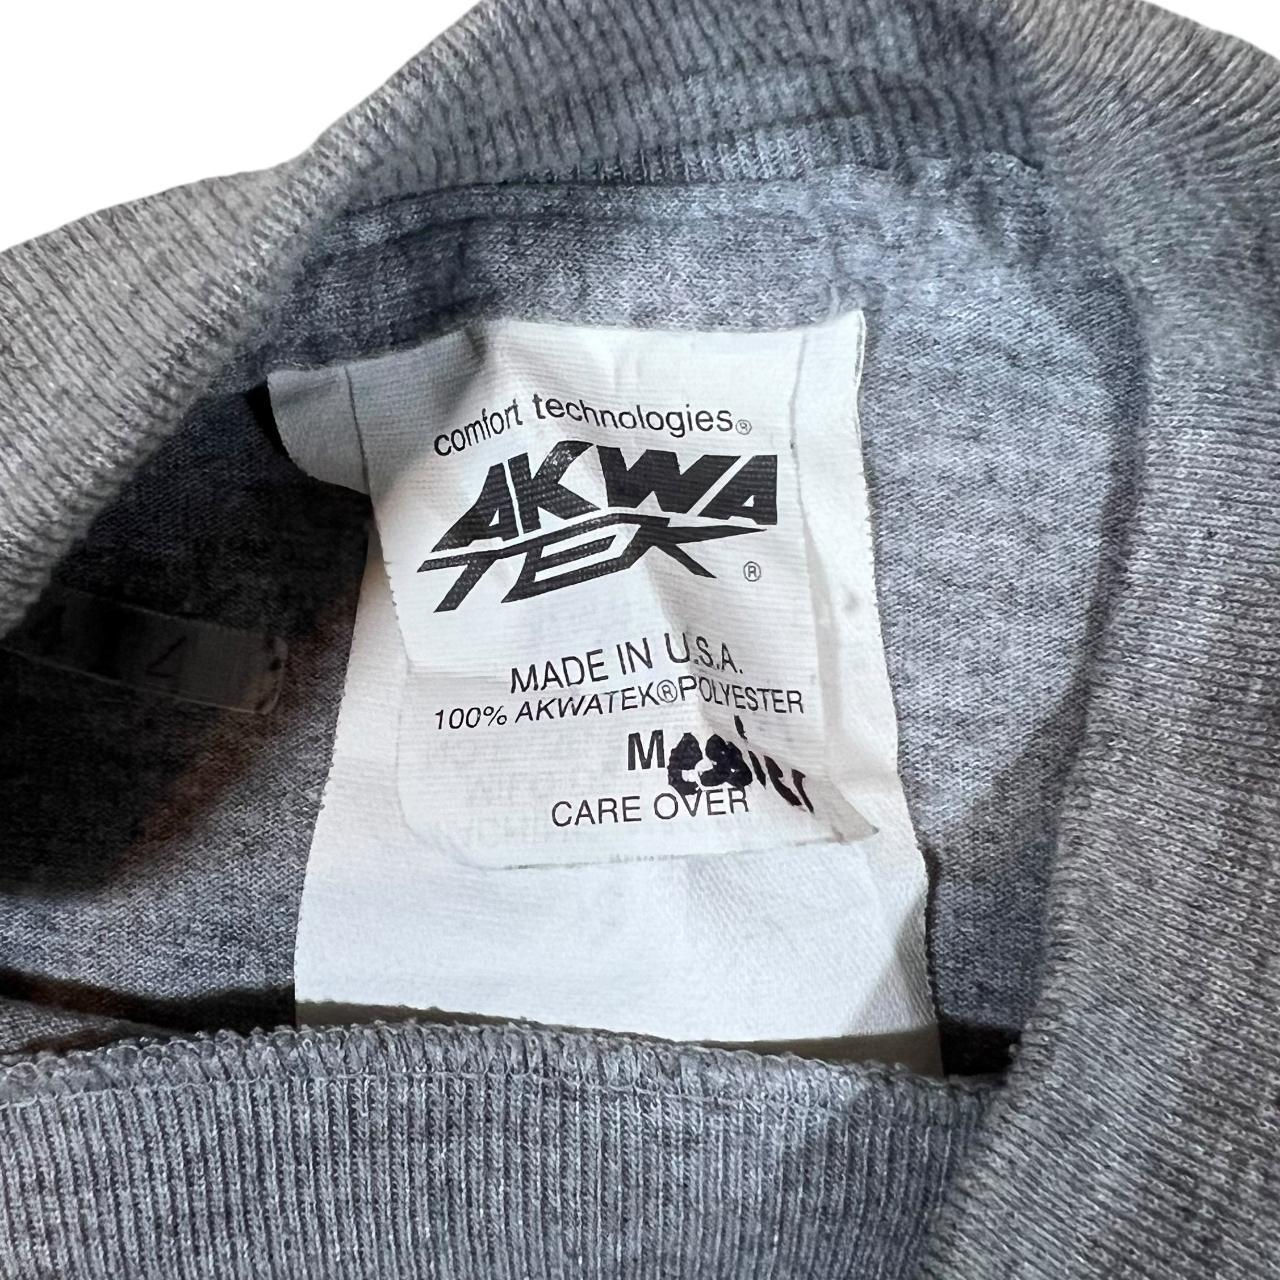 comfort technologies®
AKWA
TEK ®
MADE IN U.S.A.
100% AKWATEK® POLYESTER
M
CARE OVER